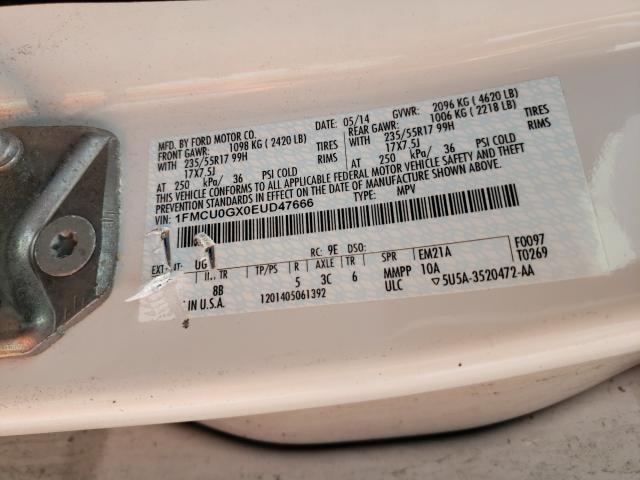 MFD. BY FORD MOTOR CO. DATE: 05/14 GVWR: 2096 KG ( 4620 LB)
FRONT GAWR: 1098 KG ( 2420 LB) REAR GAWR: 1006 KG ( 2218 LB)
WITH 235/55R17 99H TIRES 235/55R17 99H TIRES
17X7.5J RIMS 17X7.5J RIMS
AT 250 kPa/ 36 PSI COLD AT 250 kPa/ 36 PSI COLD
THIS VEHICLE CONFORMS TO ALL APPLICABLE FEDERAL MOTOR VEHICLE SAFETY AND THEFT
PREVENTION STANDARDS IN EFFECT ON THE DATE OF MANUFACTURE SHOWN ABOVE.
VIN: 1FMCU0GX0EUD47666 TYPE: MPV
F0097
T0269
EXT UG RC: 9E DSO:
TR TP/PS R AXLE TR SPR EM21A
8B 5 3C 6 MMPP 10A
IN U.S.A. 1201405061392 ULC ▽5U5A-3520472-AA